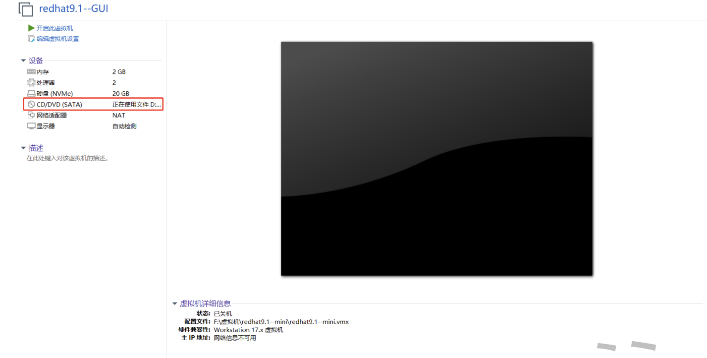 redhat9.1--GUI
开启此虚拟机
编辑虚拟机设置
设备
内存 2 GB
处理器 2
硬盘 (NVMe) 20 GB
CD/DVD (SATA) 正在使用文件 D:...
网络适配器 NAT
显示器 自动检测
描述
在此处键入对该虚拟机的描述。
虚拟机详细信息
状态: 已关机
配置文件: F:\虚拟机\redhat9.1--mini\redhat9.1--mini.vmx
硬件兼容性: Workstation 17.x 虚拟机
主 IP 地址: 网络信息不可用